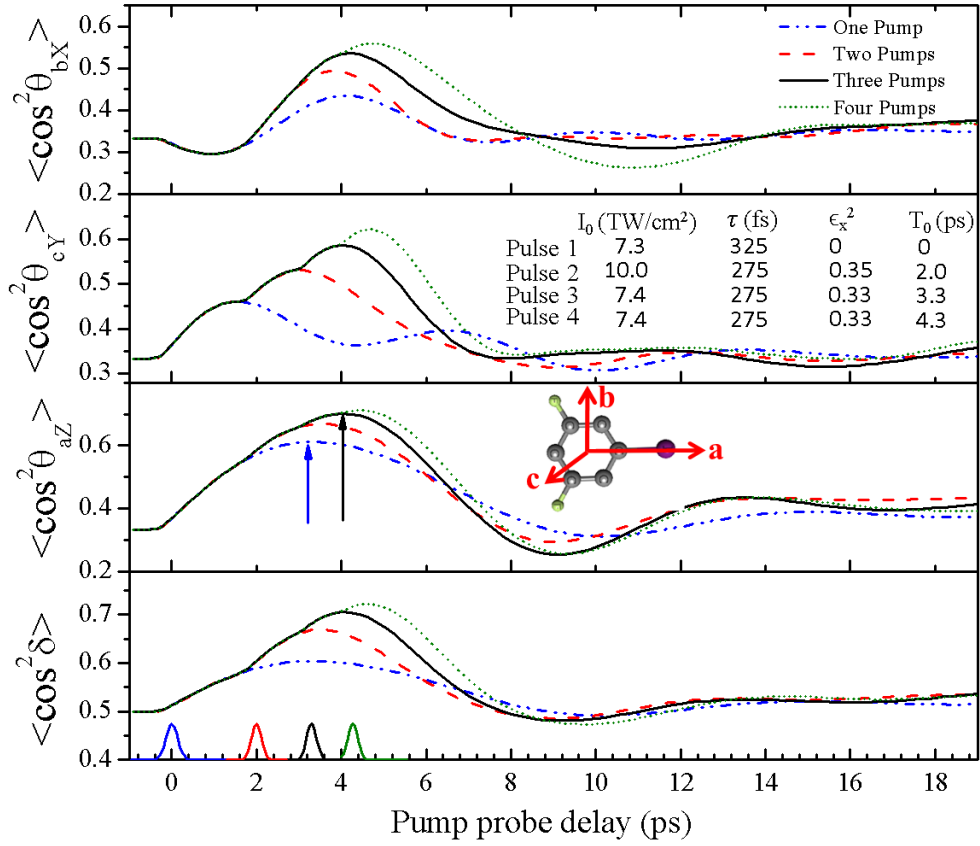 <cos²θbX>
0.6
0.5
0.4
0.3
0.2
One Pump
Two Pumps
Three Pumps
Four Pumps
<cos²θcY>
0.6
0.5
0.4
0.3
I₀ (TW/cm²) τ (fs) ϵₓ² T₀ (ps)
Pulse 1 7.3 325 0 0
Pulse 2 10.0 275 0.35 2.0
Pulse 3 7.4 275 0.33 3.3
Pulse 4 7.4 275 0.33 4.3
<cos²θaZ>
0.6
0.4
0.2
b
a
c
<cos²δ>
0.7
0.6
0.5
0.4
0 2 4 6 8 10 12 14 16 18
Pump probe delay (ps)